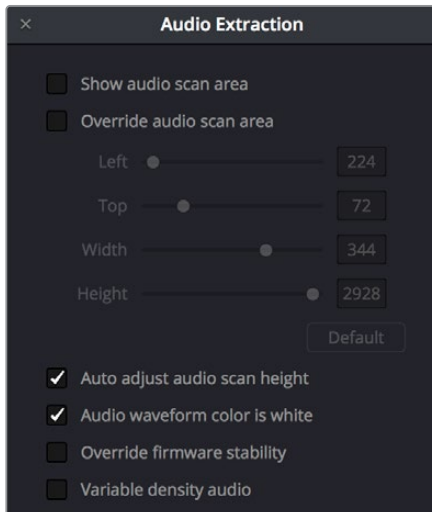 Audio Extraction
Show audio scan area
Override audio scan area
Left 224
Top 72
Width 344
Height 2928
Default
Auto adjust audio scan height
Audio waveform color is white
Override firmware stability
Variable density audio